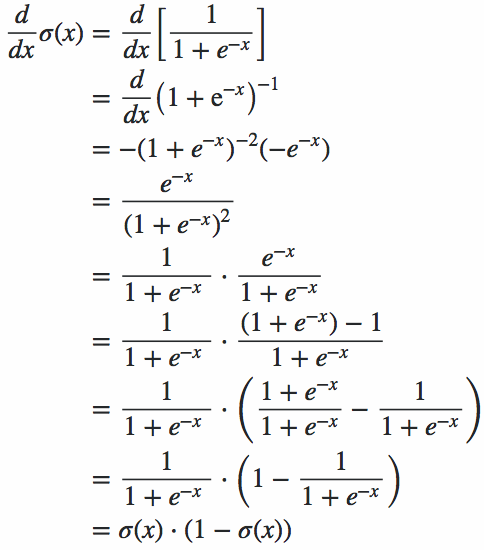 d/dx σ(x) = d/dx [ 1 / (1 + e^{−x}) ]
= d/dx (1 + e^{−x})^{−1}
= −(1 + e^{−x})^{−2}(−e^{−x})
= e^{−x} / (1 + e^{−x})^2
= 1 / (1 + e^{−x}) · e^{−x} / (1 + e^{−x})
= 1 / (1 + e^{−x}) · ((1 + e^{−x}) − 1) / (1 + e^{−x})
= 1 / (1 + e^{−x}) · ( (1 + e^{−x}) / (1 + e^{−x}) − 1 / (1 + e^{−x}) )
= 1 / (1 + e^{−x}) · ( 1 − 1 / (1 + e^{−x}) )
= σ(x) · (1 − σ(x))